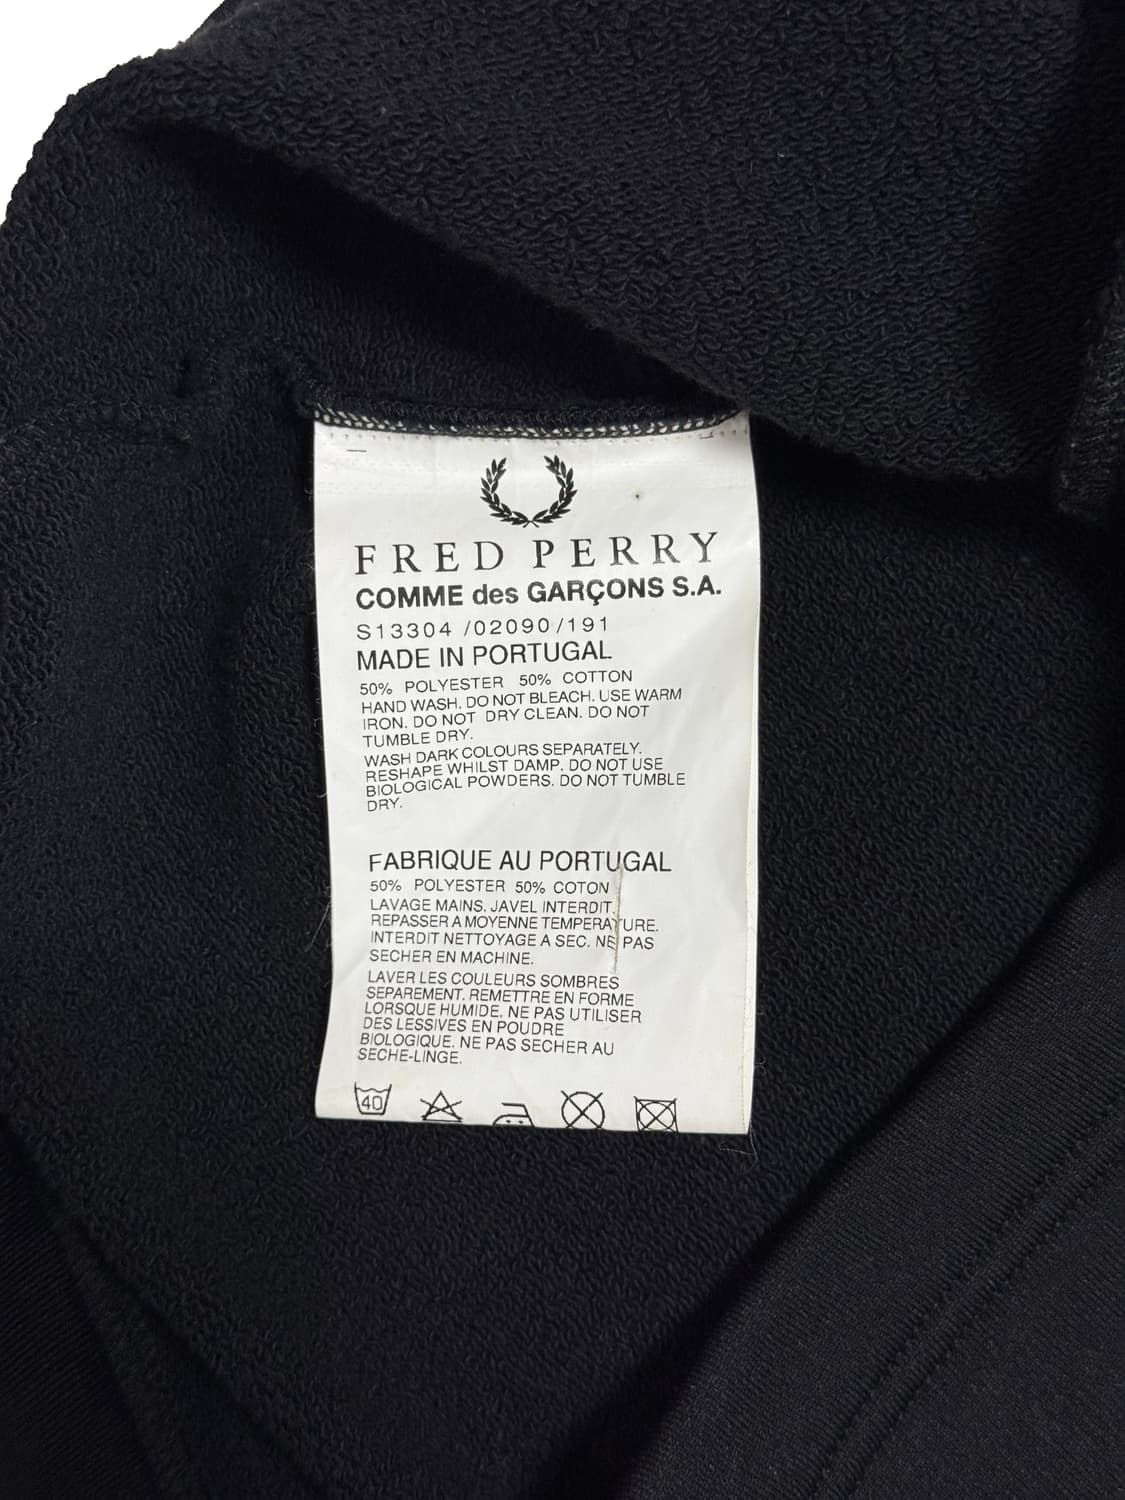 FRED PERRY
COMME des GARÇONS S.A.
S13304 /02090/191
MADE IN PORTUGAL
50% POLYESTER 50% COTTON
HAND WASH. DO NOT BLEACH. USE WARM
IRON. DO NOT DRY CLEAN. DO NOT
TUMBLE DRY.
WASH DARK COLOURS SEPARATELY.
RESHAPE WHILST DAMP. DO NOT USE
BIOLOGICAL POWDERS. DO NOT TUMBLE
DRY.
FABRIQUE AU PORTUGAL
50% POLYESTER 50% COTON
LAVAGE MAINS. JAVEL INTERDIT.
REPASSER A MOYENNE TEMPERATURE.
INTERDIT NETTOYAGE A SEC. NE PAS
SECHER EN MACHINE.
LAVER LES COULEURS SOMBRES
SEPAREMENT. REMETTRE EN FORME
LORSQUE HUMIDE. NE PAS UTILISER
DES LESSIVES EN POUDRE
BIOLOGIQUE. NE PAS SECHER AU
SECHE-LINGE.
40